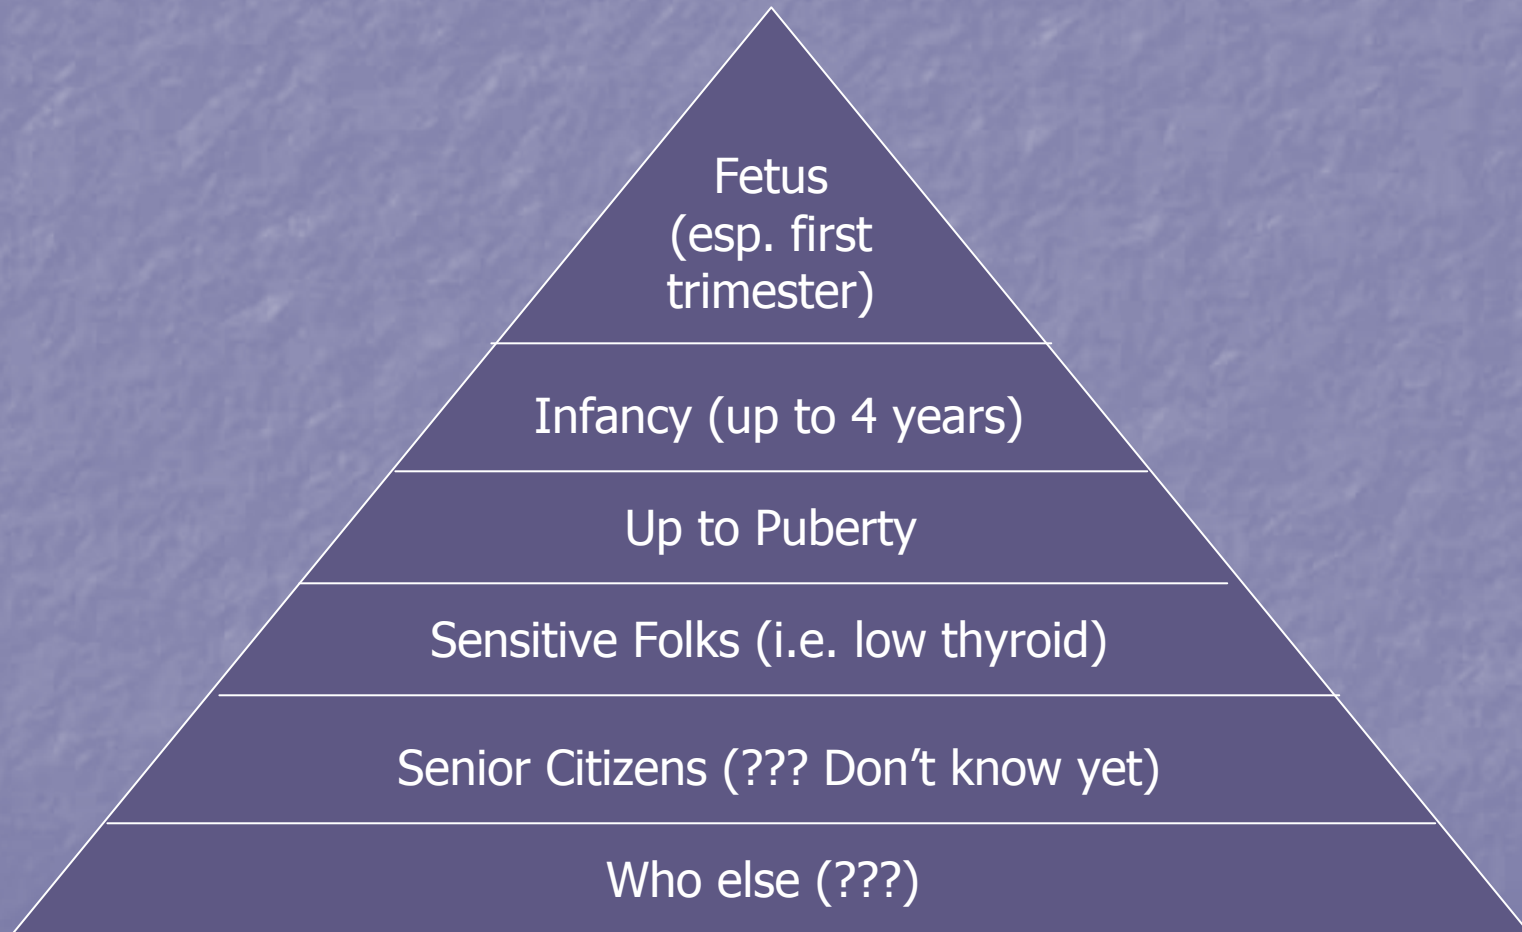 Fetus
(esp. first
trimester)
Infancy (up to 4 years)
Up to Puberty
Sensitive Folks (i.e. low thyroid)
Senior Citizens (??? Don’t know yet)
Who else (???)